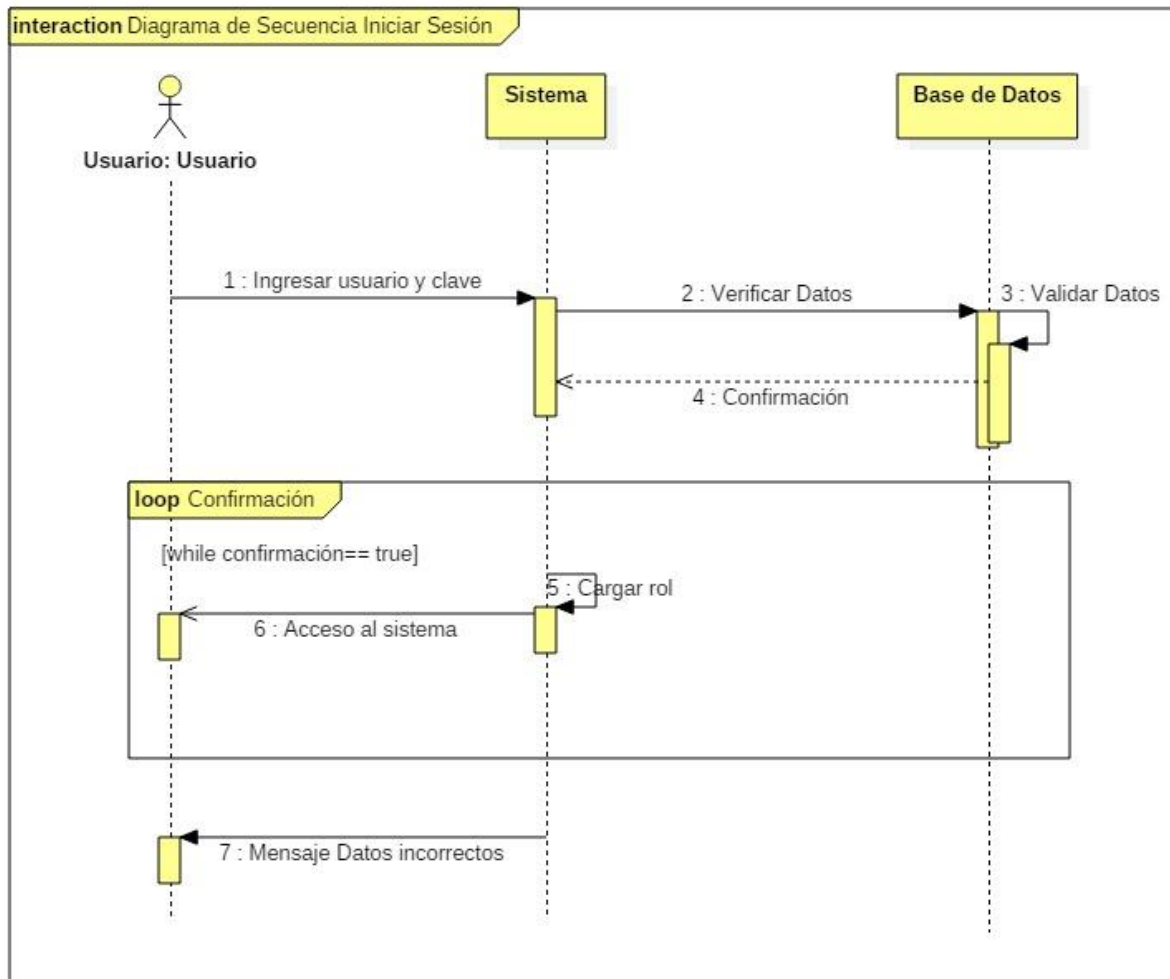 interaction Diagrama de Secuencia Iniciar Sesión
Sistema
Base de Datos
Usuario: Usuario
1 : Ingresar usuario y clave
2 : Verificar Datos
3 : Validar Datos
4 : Confirmación
loop Confirmación
[while confirmación== true]
5 : Cargar rol
6 : Acceso al sistema
7 : Mensaje Datos incorrectos